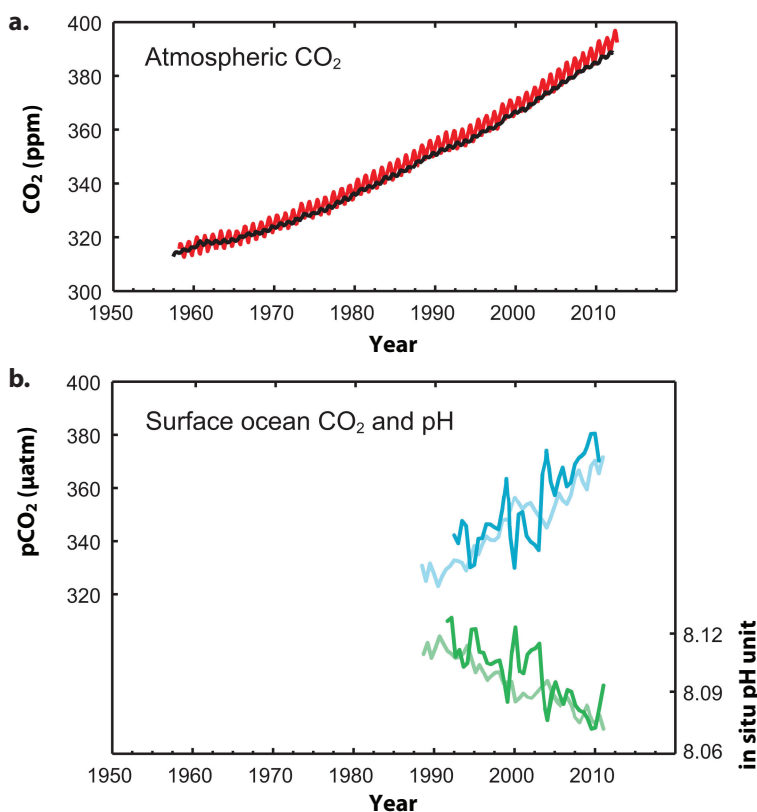 a.
Atmospheric CO₂
CO₂ (ppm)
400
380
360
340
320
300
1950 1960 1970 1980 1990 2000 2010
Year
b.
Surface ocean CO₂ and pH
pCO₂ (µatm)
400
380
360
340
320
8.12
8.09
8.06
in situ pH unit
1950 1960 1970 1980 1990 2000 2010
Year